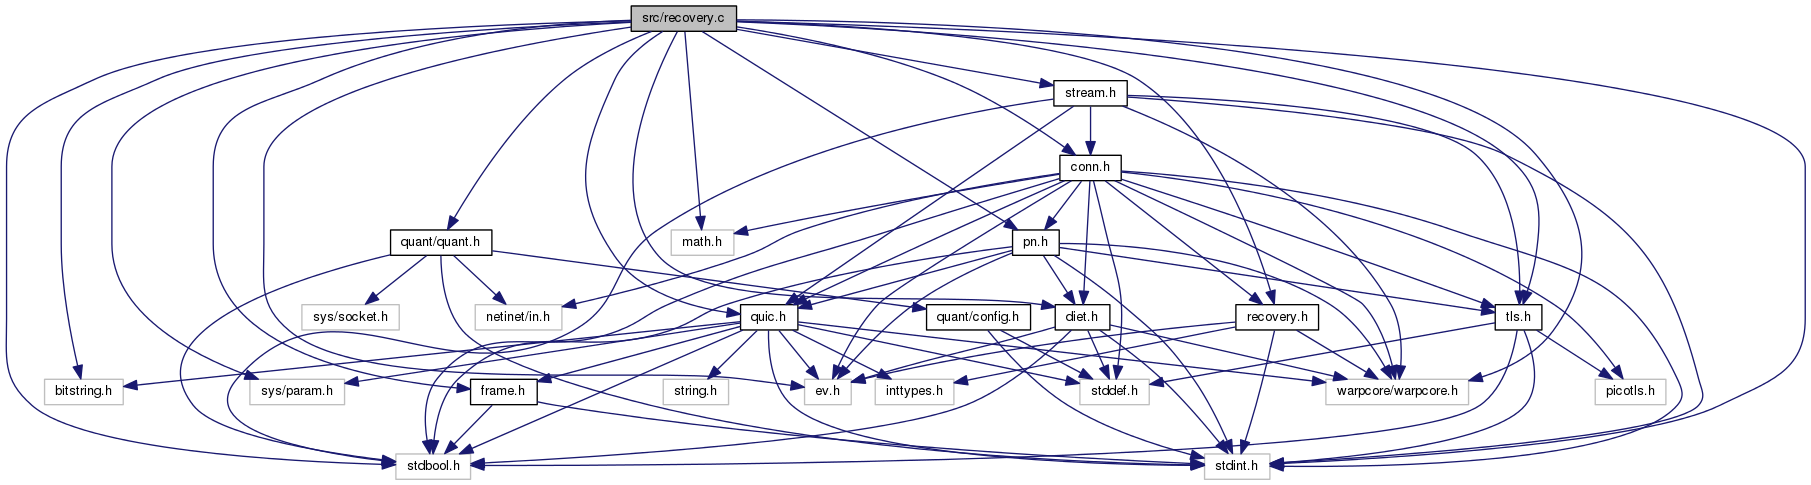 src/recovery.c
stream.h
conn.h
quant/quant.h
math.h
pn.h
sys/socket.h
netinet/in.h
quic.h
quant/config.h
diet.h
recovery.h
tls.h
bitstring.h
sys/param.h
frame.h
string.h
ev.h
inttypes.h
stddef.h
warpcore/warpcore.h
picotls.h
stdbool.h
stdint.h